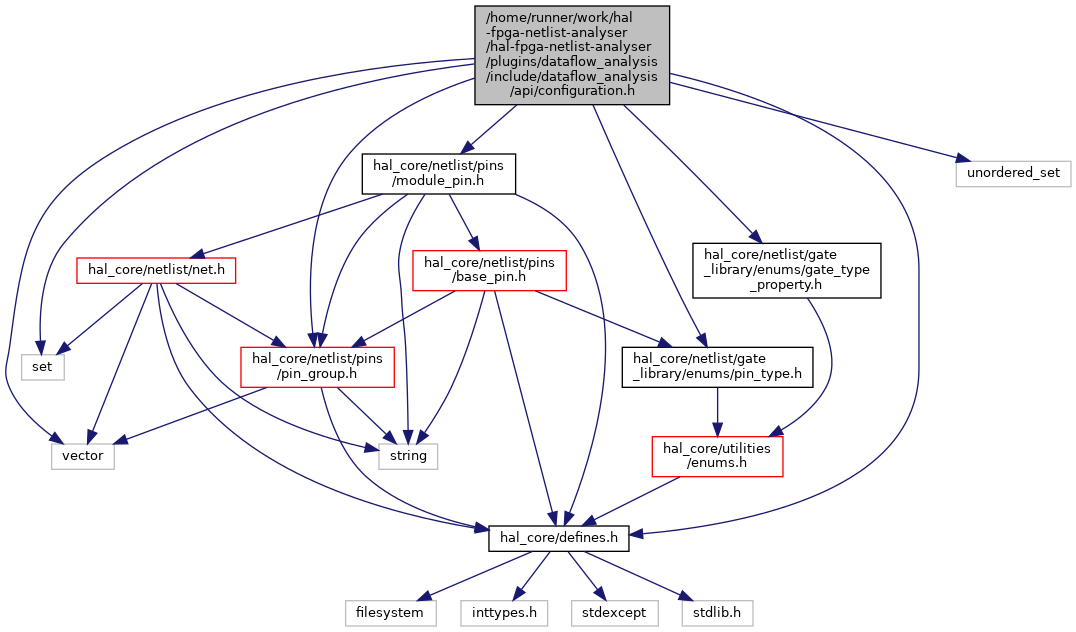 /home/runner/work/hal
-fpga-netlist-analyser
/hal-fpga-netlist-analyser
/plugins/dataflow_analysis
/include/dataflow_analysis
/api/configuration.h
hal_core/netlist/pins
/module_pin.h
unordered_set
hal_core/netlist/net.h
hal_core/netlist/pins
/base_pin.h
hal_core/netlist/gate
_library/enums/gate_type
_property.h
set
hal_core/netlist/pins
/pin_group.h
hal_core/netlist/gate
_library/enums/pin_type.h
vector
string
hal_core/utilities
/enums.h
hal_core/defines.h
filesystem
inttypes.h
stdexcept
stdlib.h